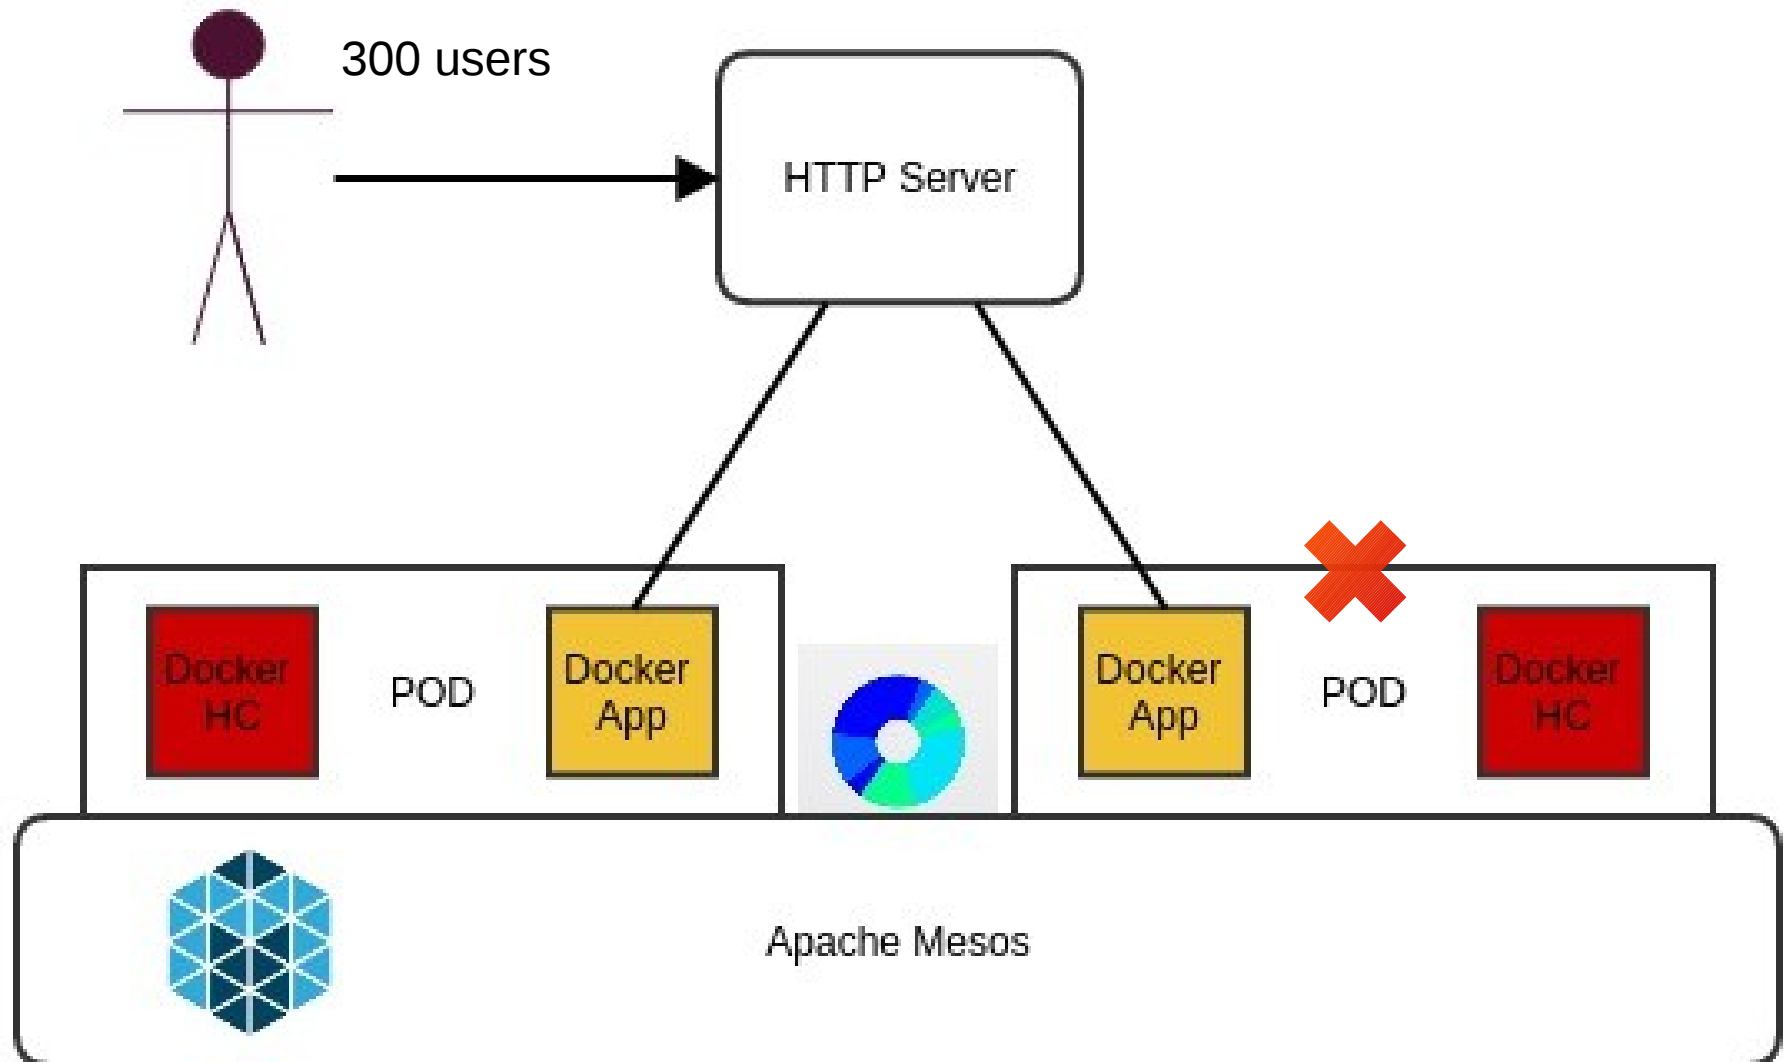 300 users
HTTP Server
Docker
HC
POD
Docker
App
Docker
App
POD
Docker
HC
Apache Mesos